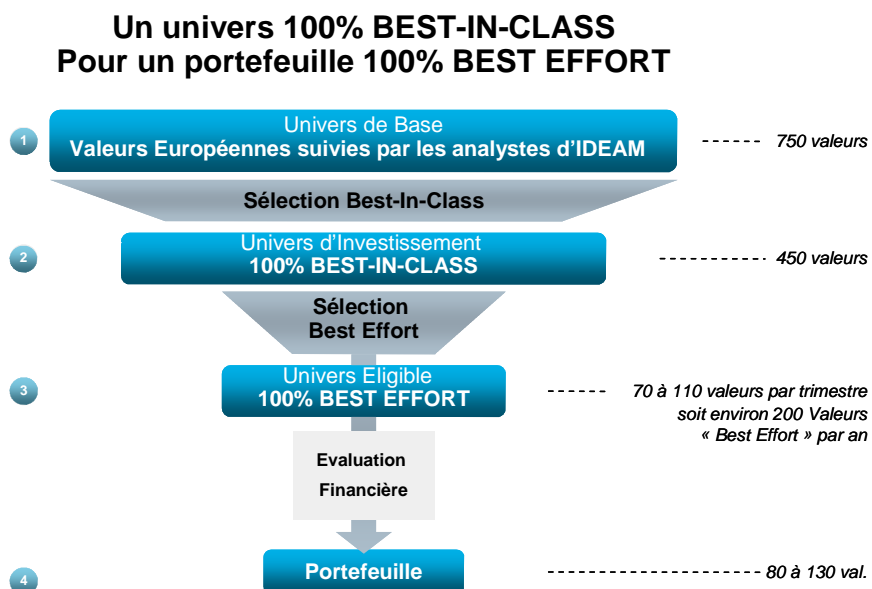 Un univers 100% BEST-IN-CLASS
Pour un portefeuille 100% BEST EFFORT
1
Univers de Base
Valeurs Européennes suivies par les analystes d'IDEAM
------ 750 valeurs
Sélection Best-In-Class
2
Univers d'Investissement
100% BEST-IN-CLASS
---------- 450 valeurs
Sélection
Best Effort
3
Univers Eligible
100% BEST EFFORT
------ 70 à 110 valeurs par trimestre
soit environ 200 Valeurs
« Best Effort » par an
Evaluation
Financière
4
Portefeuille
-------------------- 80 à 130 val.